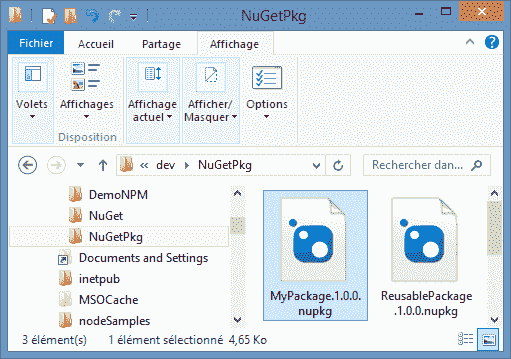 NuGetPkg
Fichier Accueil Partage Affichage
Volets Affichages Affichage actuel Afficher/ Masquer Options
Disposition
« dev NuGetPkg Rechercher dan...
DemoNPM
NuGet
NuGetPkg
Documents and Settings
inetpub
MSOCache
nodeSamples
MyPackage.1.0.0.
nupkg
ReusablePackage
.1.0.0.nupkg
3 élément(s) 1 élément sélectionné 4,65 Ko